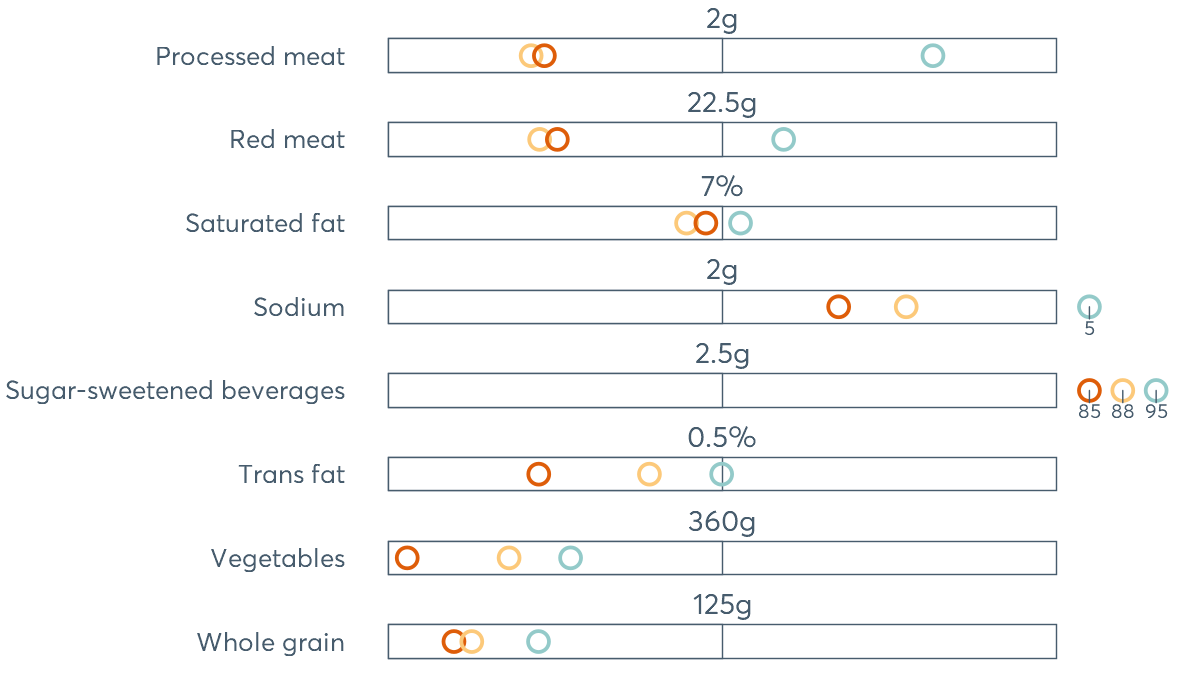 2g
Processed meat
22.5g
Red meat
7%
Saturated fat
2g
Sodium
5
2.5g
Sugar-sweetened beverages
85 88 95
0.5%
Trans fat
360g
Vegetables
125g
Whole grain